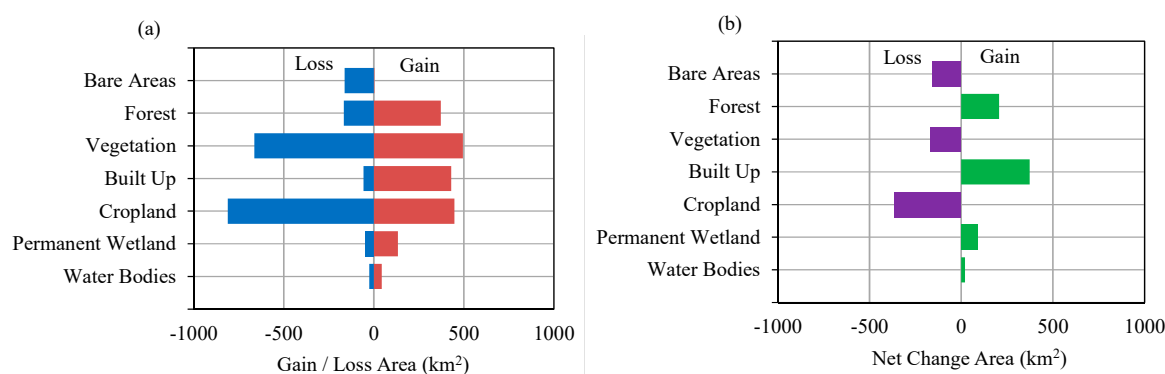 (a)
Loss Gain
Bare Areas
Forest
Vegetation
Built Up
Cropland
Permanent Wetland
Water Bodies
-1000 -500 0 500 1000
Gain / Loss Area (km²)
(b)
Loss Gain
Bare Areas
Forest
Vegetation
Built Up
Cropland
Permanent Wetland
Water Bodies
-1000 -500 0 500 1000
Net Change Area (km²)